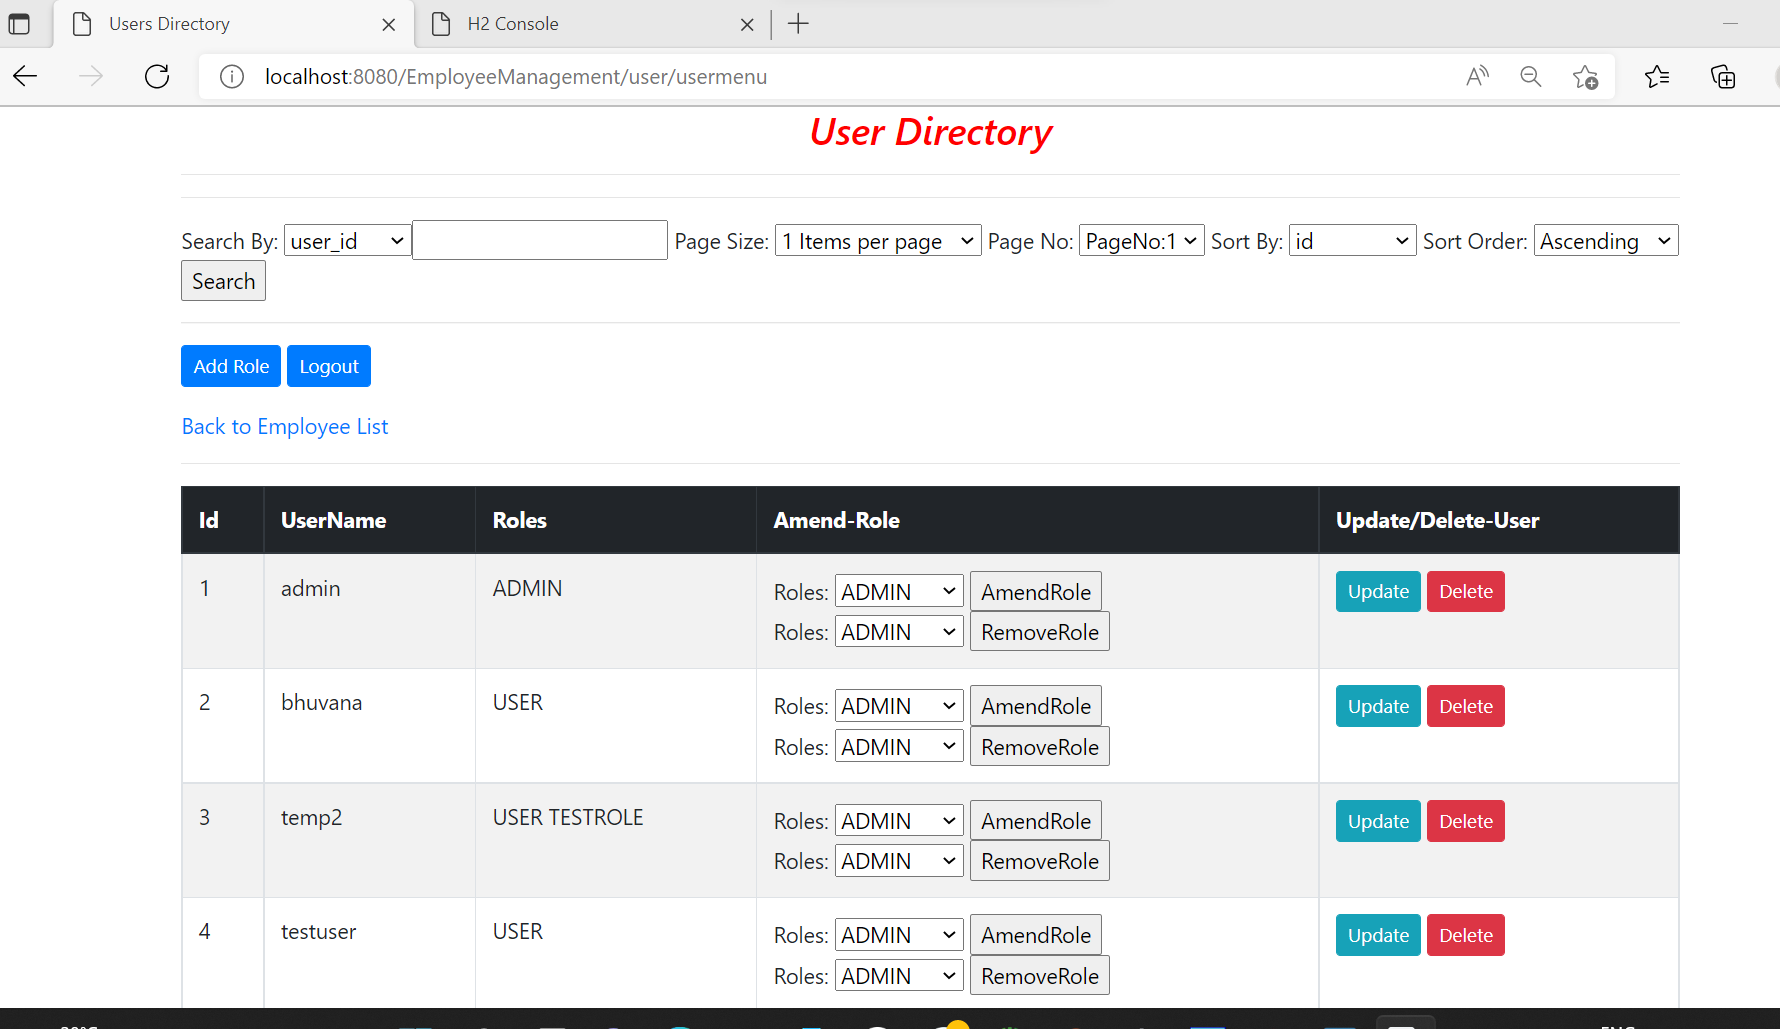 Users Directory
H2 Console
localhost:8080/EmployeeManagement/user/usermenu
User Directory
Search By: user_id Page Size: 1 Items per page Page No: PageNo:1 Sort By: id Sort Order: Ascending
Search
Add Role Logout
Back to Employee List
Id UserName Roles Amend-Role Update/Delete-User
1 admin ADMIN Roles: ADMIN AmendRole Update Delete
Roles: ADMIN RemoveRole
2 bhuvana USER Roles: ADMIN AmendRole Update Delete
Roles: ADMIN RemoveRole
3 temp2 USER TESTROLE Roles: ADMIN AmendRole Update Delete
Roles: ADMIN RemoveRole
4 testuser USER Roles: ADMIN AmendRole Update Delete
Roles: ADMIN RemoveRole